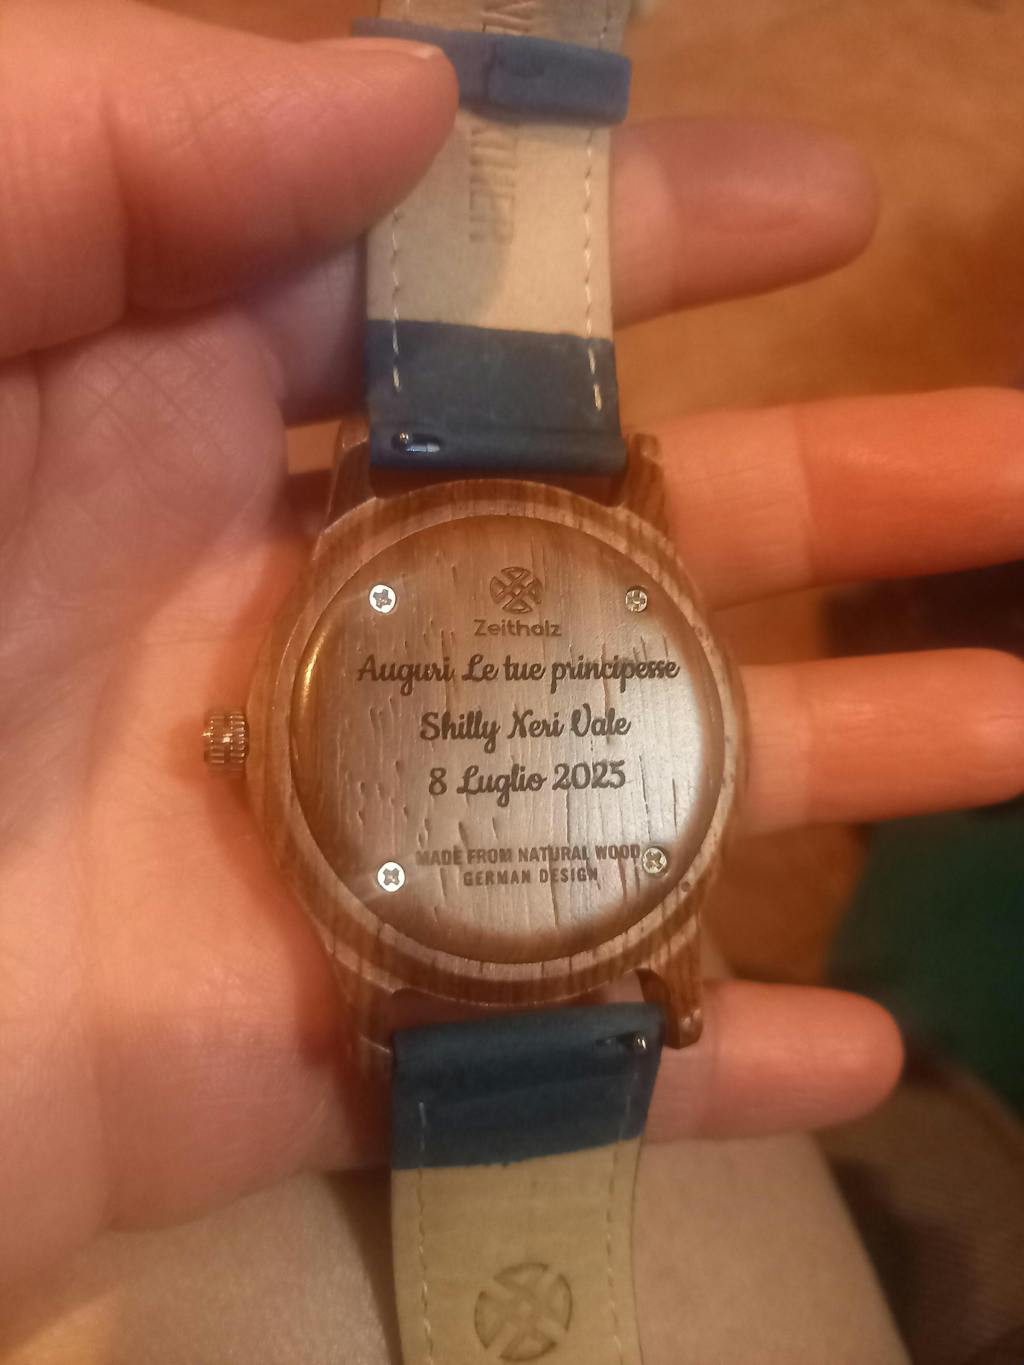 Zeitholz
Auguri Le tue principesse
Shilly Neri Vale
8 Luglio 2025
MADE FROM NATURAL WOOD
GERMAN DESIGN